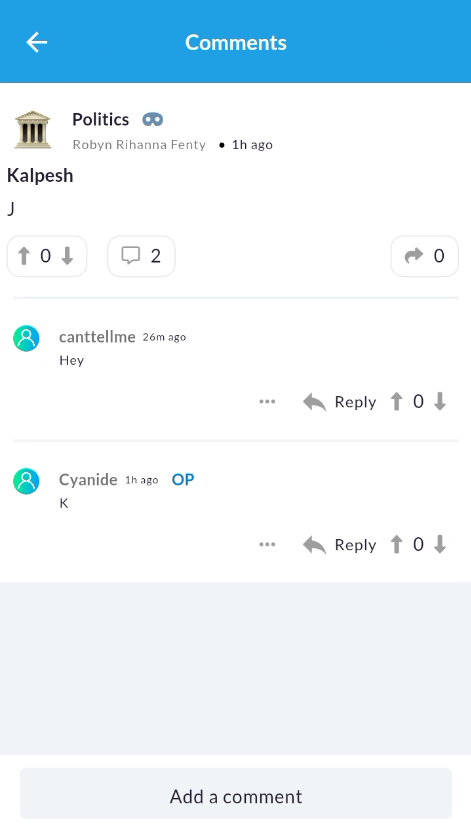 Comments
Politics
Robyn Rihanna Fenty • 1h ago
Kalpesh
J
0 2 0
canttellme 26m ago
Hey
••• Reply 0
Cyanide 1h ago OP
K
••• Reply 0
Add a comment